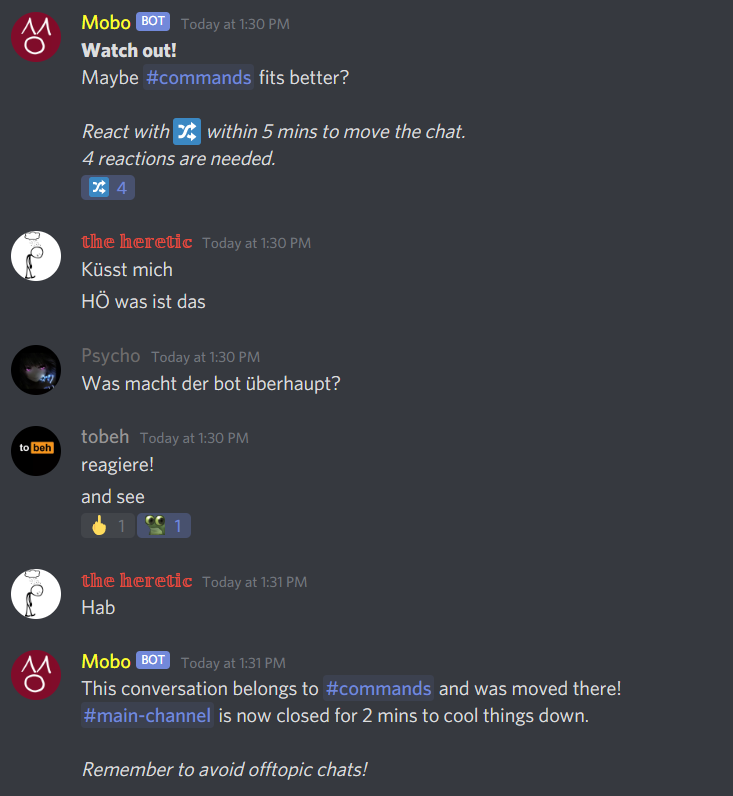 Mobo BOT Today at 1:30 PM
Watch out!
Maybe #commands fits better?
React with within 5 mins to move the chat.
4 reactions are needed.
4
the heretic Today at 1:30 PM
Küsst mich
HÖ was ist das
Psycho Today at 1:30 PM
Was macht der bot überhaupt?
to beh
tobeh Today at 1:30 PM
reagiere!
and see
1 1
the heretic Today at 1:31 PM
Hab
Mobo BOT Today at 1:31 PM
This conversation belongs to #commands and was moved there!
#main-channel is now closed for 2 mins to cool things down.
Remember to avoid offtopic chats!